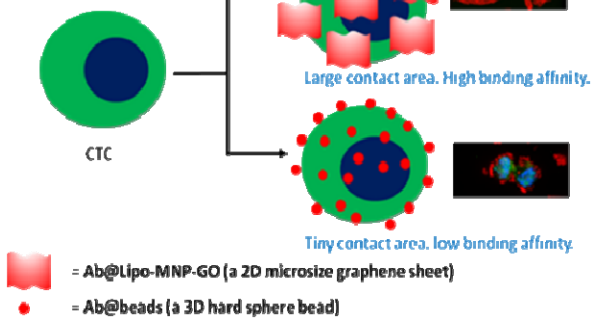 Large contact area. High binding affinity.
CTC
Tiny contact area. low binding affinity.
= Ab@Lipo-MNP-GO (a 2D microsize graphene sheet)
= Ab@beads (a 3D hard sphere bead)